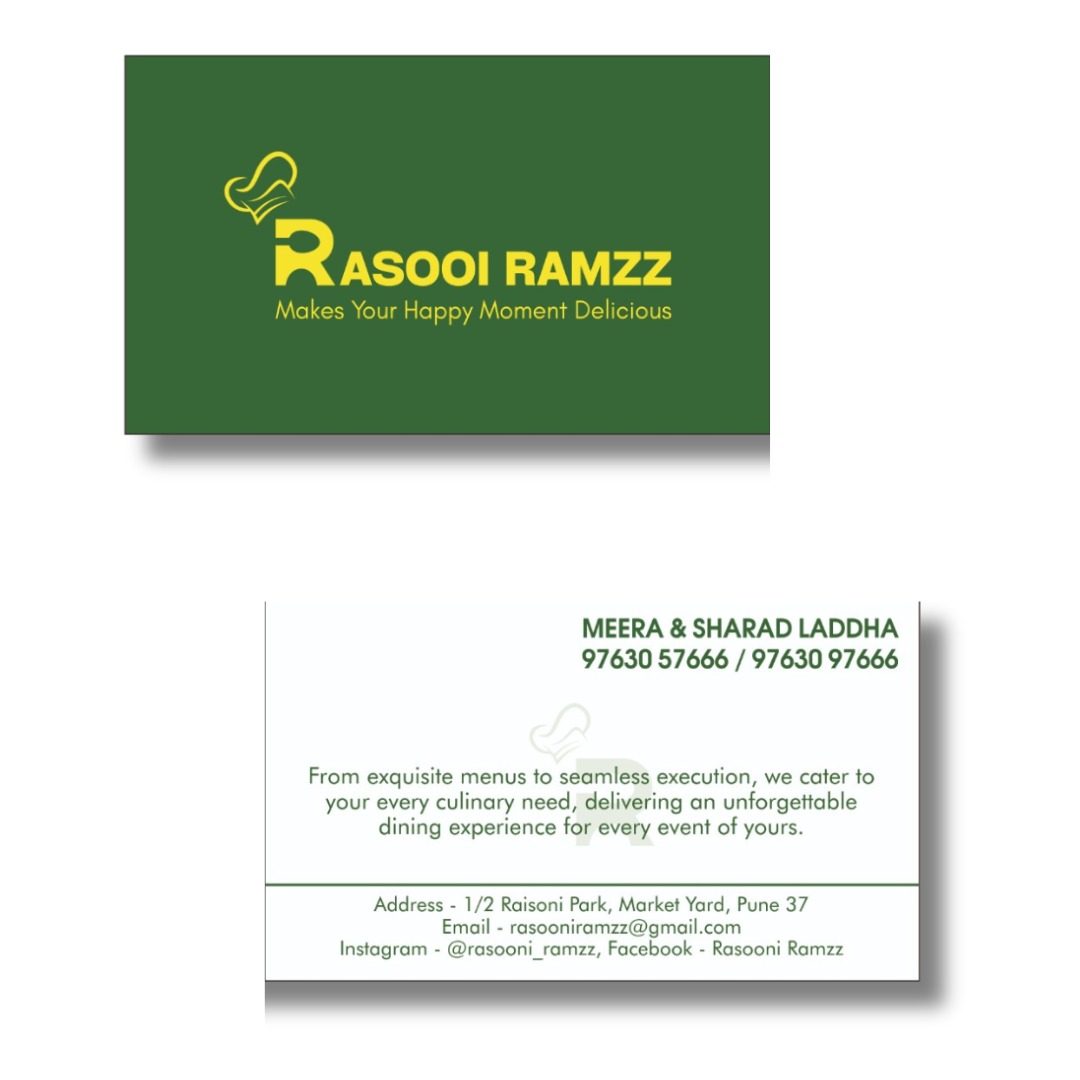 RASOOI RAMZZ
Makes Your Happy Moment Delicious
MEERA & SHARAD LADDHA
97630 57666 / 97630 97666
R
From exquisite menus to seamless execution, we cater to
your every culinary need, delivering an unforgettable
dining experience for every event of yours.
Address - 1/2 Raisoni Park, Market Yard, Pune 37
Email - rasooniramzz@gmail.com
Instagram - @rasooni_ramzz, Facebook - Rasooni Ramzz